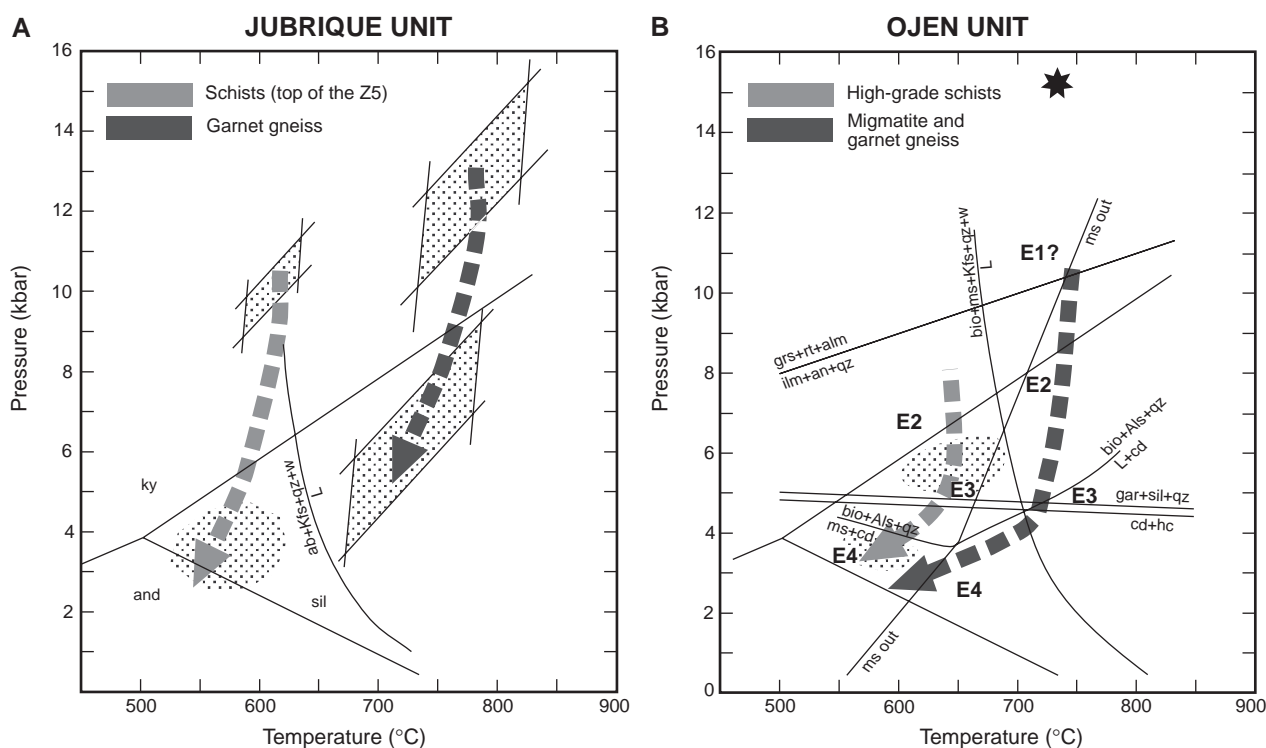 A
JUBRIQUE UNIT
16
14
12
10
8
6
4
2
Pressure (kbar)
Schists (top of the Z5)
Garnet gneiss
ky
and
sil
ab+Kfs+qz+w
L
500
600
700
800
900
Temperature (°C)
B
OJEN UNIT
16
14
12
10
8
6
4
2
0
Pressure (kbar)
High-grade schists
Migmatite and
garnet gneiss
bio+ms+Kfs+qz+w
L
ms out
E1?
grs+rt+alm
ilm+an+qz
E2
E2
bio+Als+qz
L+cd
E3
E3
gar+sil+qz
cd+hc
bio+Als+qz
ms+cd
E4
E4
ms out
500
600
700
800
900
Temperature (°C)